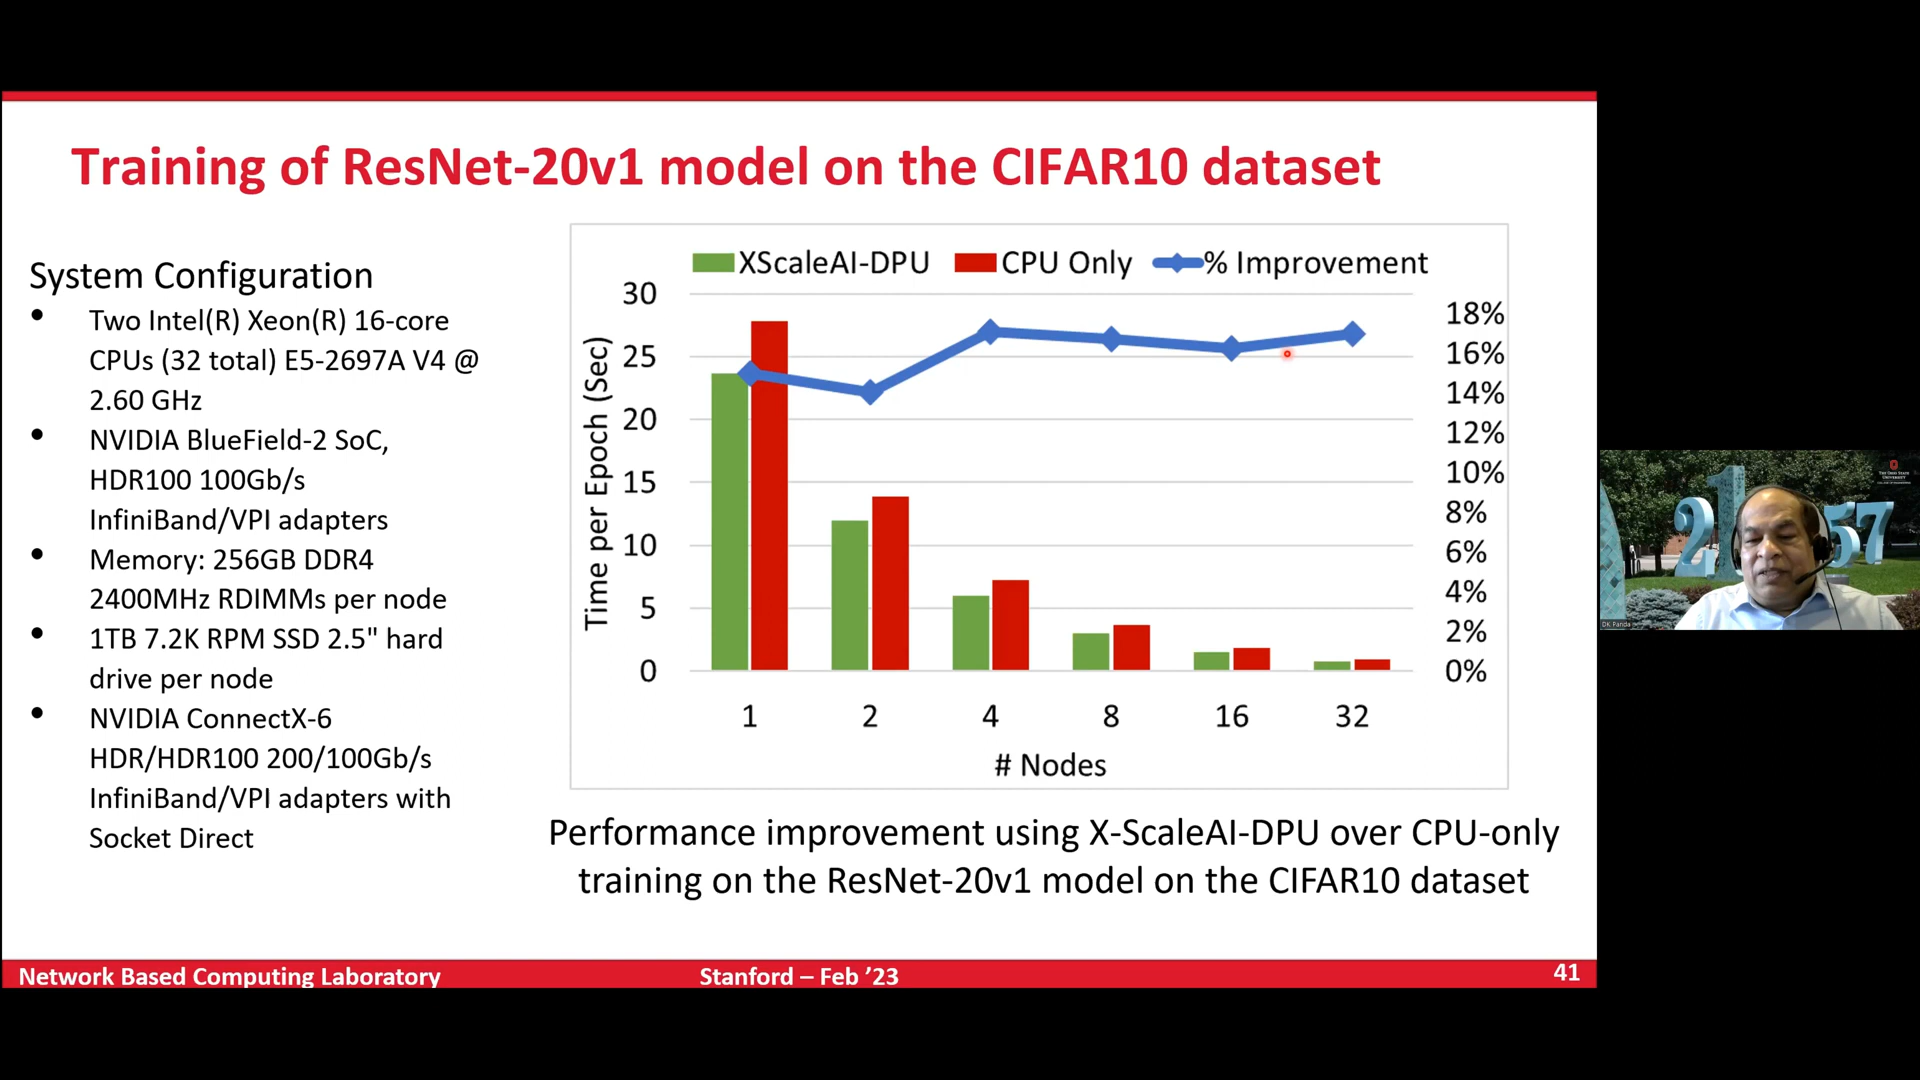 Training of ResNet-20v1 model on the CIFAR10 dataset
System Configuration
• Two Intel(R) Xeon(R) 16-core
CPUs (32 total) E5-2697A V4 @
2.60 GHz
• NVIDIA BlueField-2 SoC,
HDR100 100Gb/s
InfiniBand/VPI adapters
• Memory: 256GB DDR4
2400MHz RDIMMs per node
• 1TB 7.2K RPM SSD 2.5" hard
drive per node
• NVIDIA ConnectX-6
HDR/HDR100 200/100Gb/s
InfiniBand/VPI adapters with
Socket Direct
XScaleAI-DPU CPU Only % Improvement
Time per Epoch (Sec)
30
25
20
15
10
5
0
18%
16%
14%
12%
10%
8%
6%
4%
2%
0%
1 2 4 8 16 32
# Nodes
Performance improvement using X-ScaleAI-DPU over CPU-only
training on the ResNet-20v1 model on the CIFAR10 dataset
Network Based Computing Laboratory
Stanford – Feb ’23
41
2 1 57
DK Panda